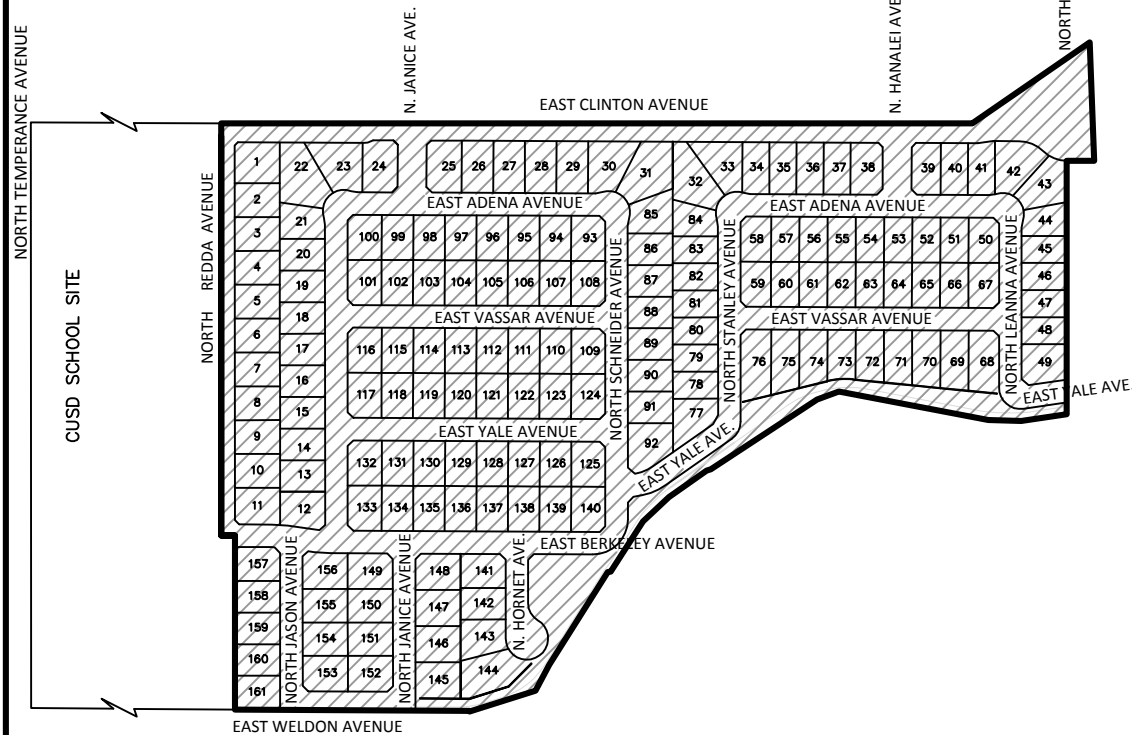 NORTH TEMPERANCE AVENUE
N. JANICE AVE.
N. HANALEI AVE
NORTH
EAST CLINTON AVENUE
NORTH REDDA AVENUE
CUSD SCHOOL SITE
1 22 23 24 25 26 27 28 29 30 31 32 33 34 35 36 37 38 39 40 41 42 43
EAST ADENA AVENUE
EAST ADENA AVENUE
2 21 85 84 44
3 20 100 99 98 97 96 95 94 93 86 83 58 57 56 55 54 53 52 51 50 45
4 19 101 102 103 104 105 106 107 108 87 82 59 60 61 62 63 64 65 66 67 46
5 18 88 81 47
EAST VASSAR AVENUE
EAST VASSAR AVENUE
6 17 116 115 114 113 112 111 110 109 89 80 48
7 16 90 79 76 75 74 73 72 71 70 69 68 49
8 15 117 118 119 120 121 122 123 124 91 78
NORTH SCHNEIDER AVENUE
NORTH STANLEY AVENUE
NORTH LEANNA AVENUE
EAST YALE AVE
9 14 92 77
EAST YALE AVENUE
EAST YALE AVE.
10 13 132 131 130 129 128 127 126 125
11 12 133 134 135 136 137 138 139 140
EAST BERKELEY AVENUE
157 156 149 148 141
158 155 150 147 142
159 154 151 146 143
160 153 152 145 144
161
NORTH JASON AVENUE
NORTH JANICE AVENUE
N. HORNET AVE.
EAST WELDON AVENUE